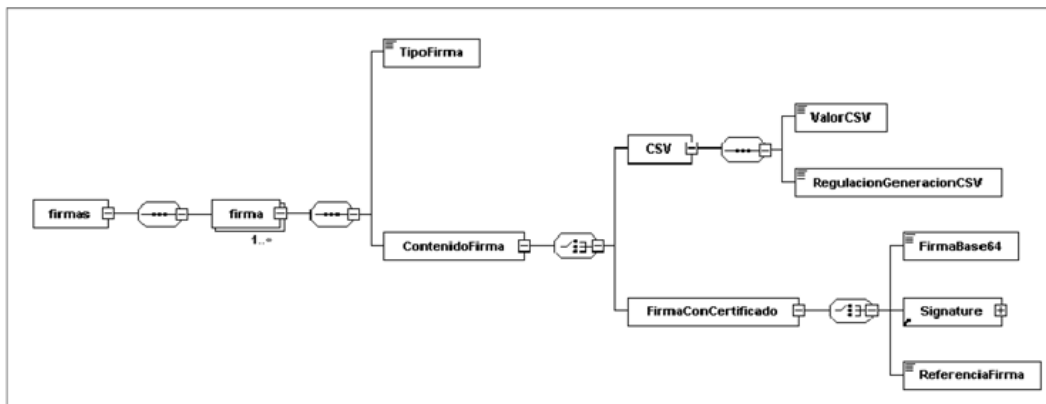 TipoFirma
ValorCSV
CSV
RegulacionGeneracionCSV
firmas
firma
1..∞
ContenidoFirma
FirmaBase64
FirmaConCertificado
Signature
ReferenciaFirma